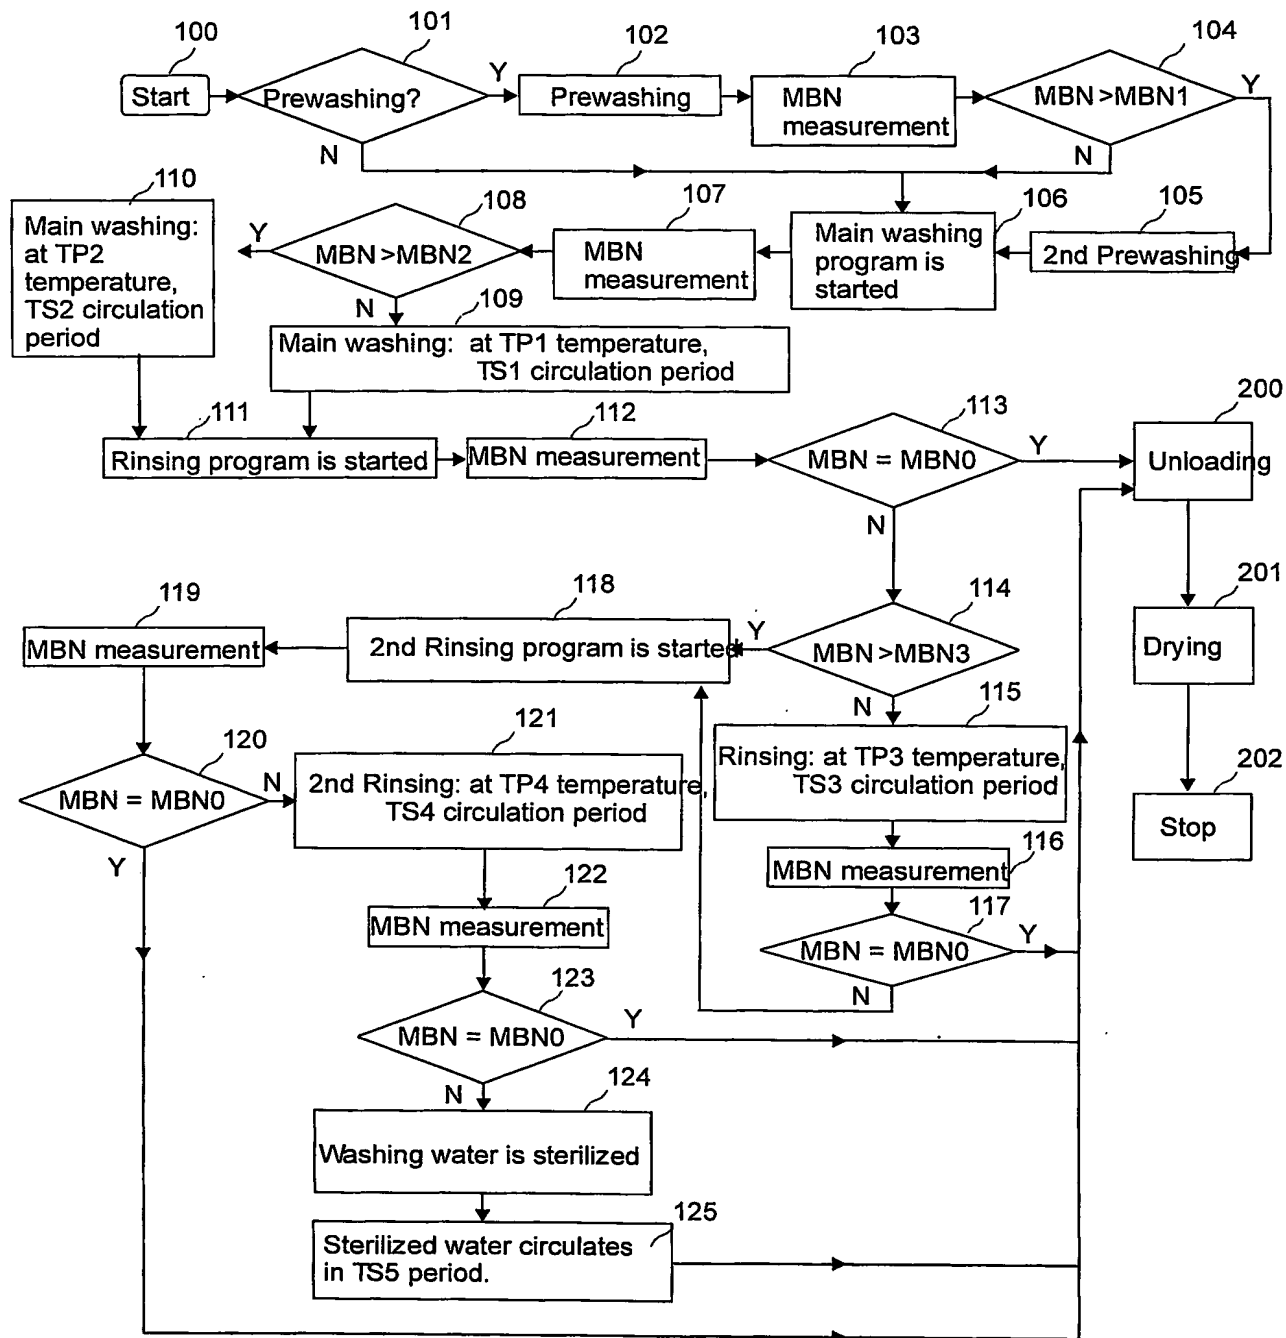 100
101
102
103
104
Start
Prewashing?
Y
Prewashing
MBN
measurement
MBN>MBN1
Y
N
N
110
108
107
106
105
Main washing:
at TP2
temperature,
TS2 circulation
period
Y
MBN>MBN2
MBN
measurement
Main washing
program is
started
2nd Prewashing
N
109
Main washing: at TP1 temperature,
TS1 circulation period
111
112
113
200
Rinsing program is started
MBN measurement
MBN = MBN0
Y
Unloading
N
119
118
114
201
MBN measurement
2nd Rinsing program is started
Y
MBN>MBN3
Drying
N
115
120
121
202
MBN = MBN0
N
2nd Rinsing: at TP4 temperature,
TS4 circulation period
Rinsing: at TP3 temperature,
TS3 circulation period
Stop
Y
122
116
MBN measurement
MBN measurement
117
MBN = MBN0
Y
N
123
MBN = MBN0
Y
N
124
Washing water is sterilized
125
Sterilized water circulates
in TS5 period.